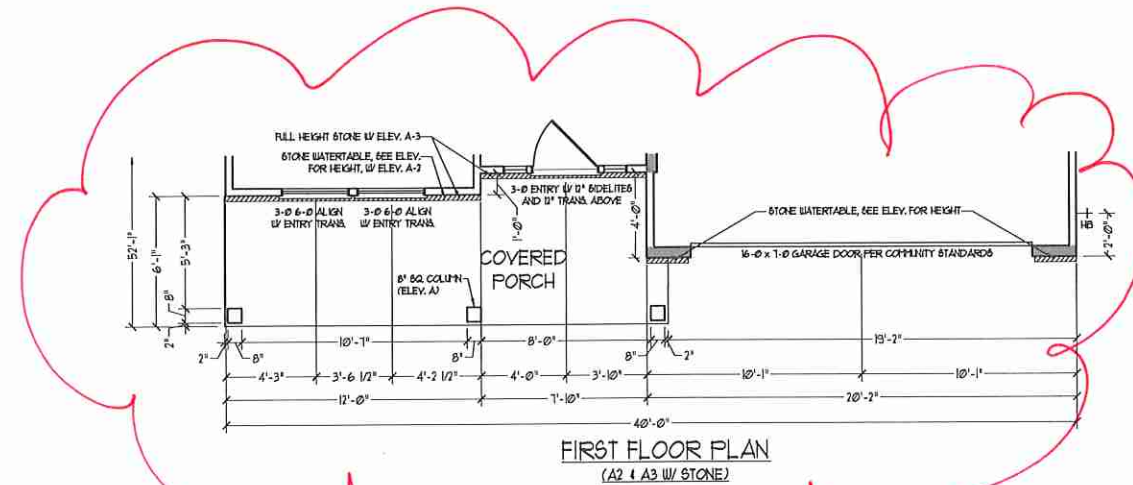 FULL HEIGHT STONE W/ ELEV. A-3
STONE WATERTABLE, SEE ELEV.
FOR HEIGHT, W/ ELEV. A-2
3-0 ENTRY W/ 12" SIDELITES
AND 12" TRANS. ABOVE
3-0 6-0 ALIGN
W/ ENTRY TRANS.
3-0 6-0 ALIGN
W/ ENTRY TRANS.
1'-0"
4'-0"
STONE WATERTABLE, SEE ELEV. FOR HEIGHT
HB
2'-0"
16-0 x 7-0 GARAGE DOOR PER COMMUNITY STANDARDS
COVERED
PORCH
52'-1"
6'-1"
5'-3"
8"
2"
8" SQ. COLUMN
(ELEV. A)
2"
8"
10'-7"
8"
8'-0"
8"
2"
19'-2"
4'-3"
3'-6 1/2"
4'-2 1/2"
4'-0"
3'-10"
10'-1"
10'-1"
12'-0"
7'-10"
20'-2"
40'-0"
FIRST FLOOR PLAN
(A2 & A3 W/ STONE)